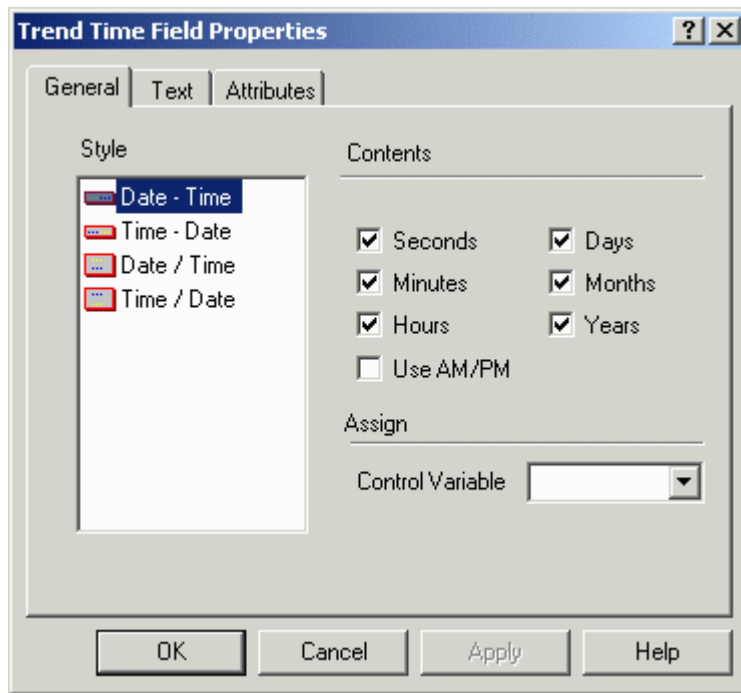 Trend Time Field Properties
General Text Attributes
Style
Date - Time
Time - Date
Date / Time
Time / Date
Contents
Seconds Days
Minutes Months
Hours Years
Use AM/PM
Assign
Control Variable
OK Cancel Apply Help